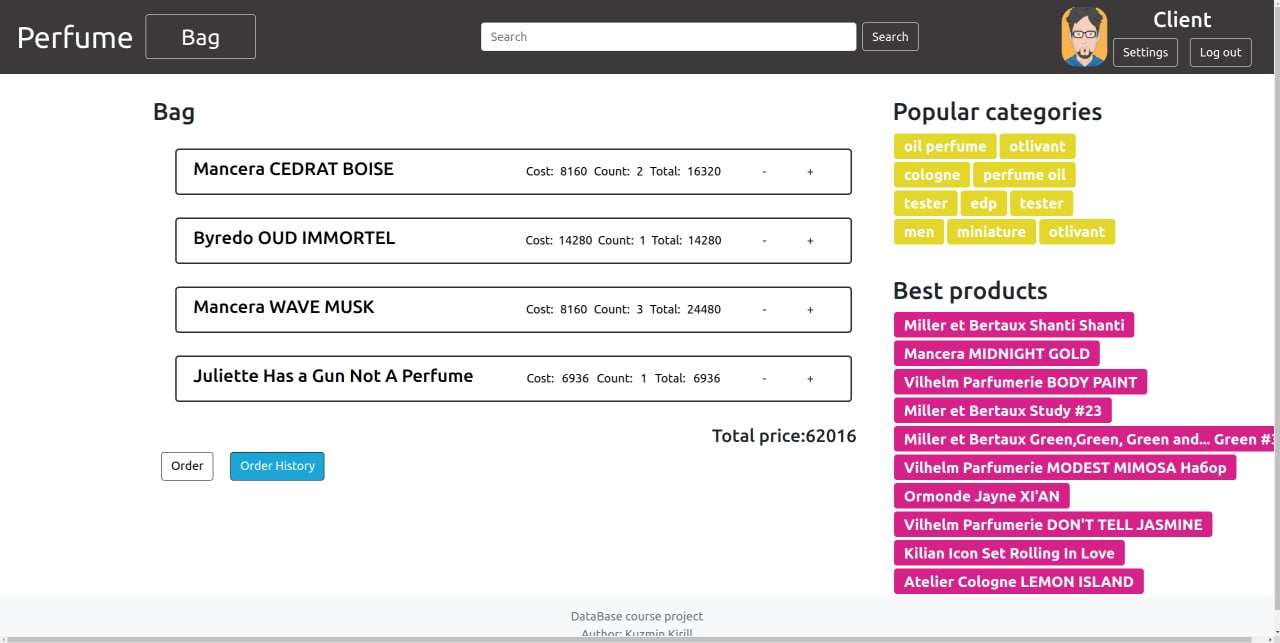 Perfume Bag Search Search Client
Settings Log out
Bag
Mancera CEDRAT BOISE Cost: 8160 Count: 2 Total: 16320 - +
Byredo OUD IMMORTEL Cost: 14280 Count: 1 Total: 14280 - +
Mancera WAVE MUSK Cost: 8160 Count: 3 Total: 24480 - +
Juliette Has a Gun Not A Perfume Cost: 6936 Count: 1 Total: 6936 - +
Total price:62016
Order Order History
Popular categories
oil perfume otlivant
cologne perfume oil
tester edp tester
men miniature otlivant
Best products
Miller et Bertaux Shanti Shanti
Mancera MIDNIGHT GOLD
Vilhelm Parfumerie BODY PAINT
Miller et Bertaux Study #23
Miller et Bertaux Green,Green, Green and... Green #3
Vilhelm Parfumerie MODEST MIMOSA Набор
Ormonde Jayne XI'AN
Vilhelm Parfumerie DON'T TELL JASMINE
Kilian Icon Set Rolling In Love
Atelier Cologne LEMON ISLAND
DataBase course project
Author: Kuzmin Kirill